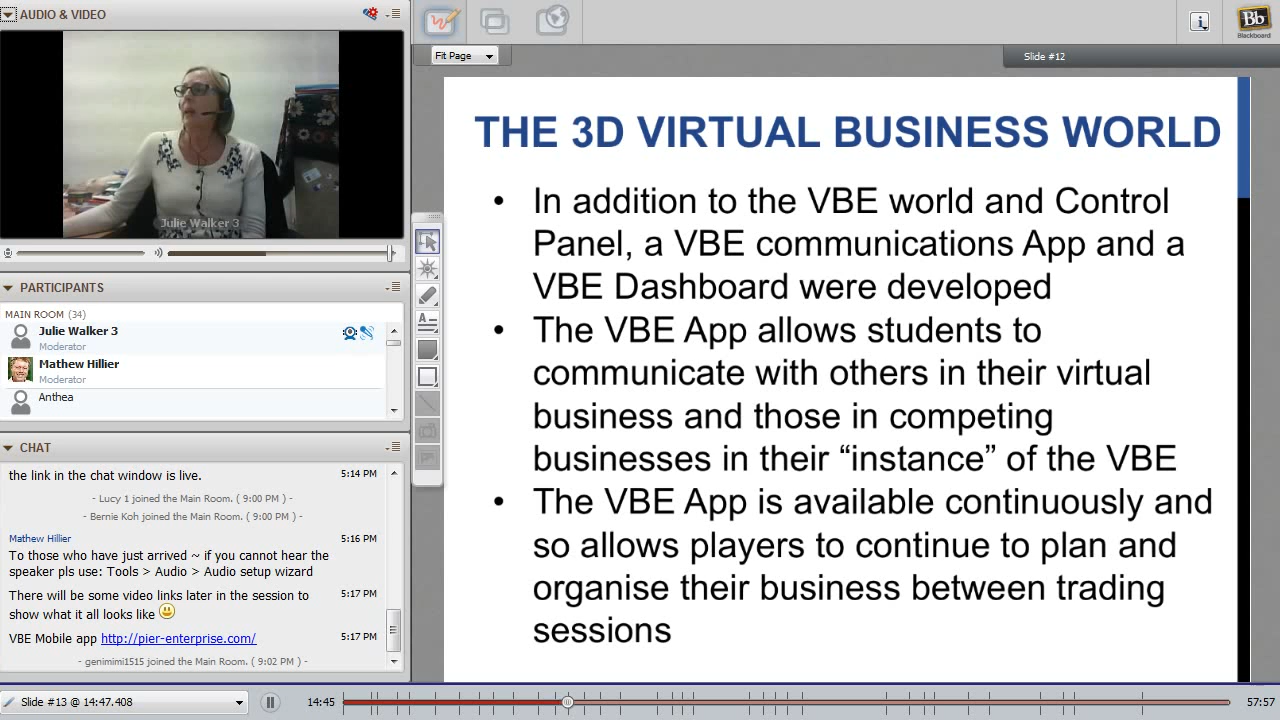 AUDIO & VIDEO
Julie Walker 3
PARTICIPANTS
MAIN ROOM (34)
Julie Walker 3
Moderator
Mathew Hillier
Moderator
Anthea
CHAT
the link in the chat window is live.
5:14 PM
- Lucy 1 joined the Main Room. ( 9:00 PM ) -
- Bernie Koh joined the Main Room. ( 9:00 PM ) -
Mathew Hillier
5:16 PM
To those who have just arrived ~ if you cannot hear the
speaker pls use: Tools > Audio > Audio setup wizard
There will be some video links later in the session to
5:17 PM
show what it all looks like
VBE Mobile app http://pier-enterprise.com/
5:17 PM
- genimimi1515 joined the Main Room. ( 9:02 PM ) -
Fit Page
Slide #12
Bb
Blackboard
THE 3D VIRTUAL BUSINESS WORLD
• In addition to the VBE world and Control
Panel, a VBE communications App and a
VBE Dashboard were developed
• The VBE App allows students to
communicate with others in their virtual
business and those in competing
businesses in their “instance” of the VBE
• The VBE App is available continuously and
so allows players to continue to plan and
organise their business between trading
sessions
Slide #13 @ 14:47.408
14:45
57:57